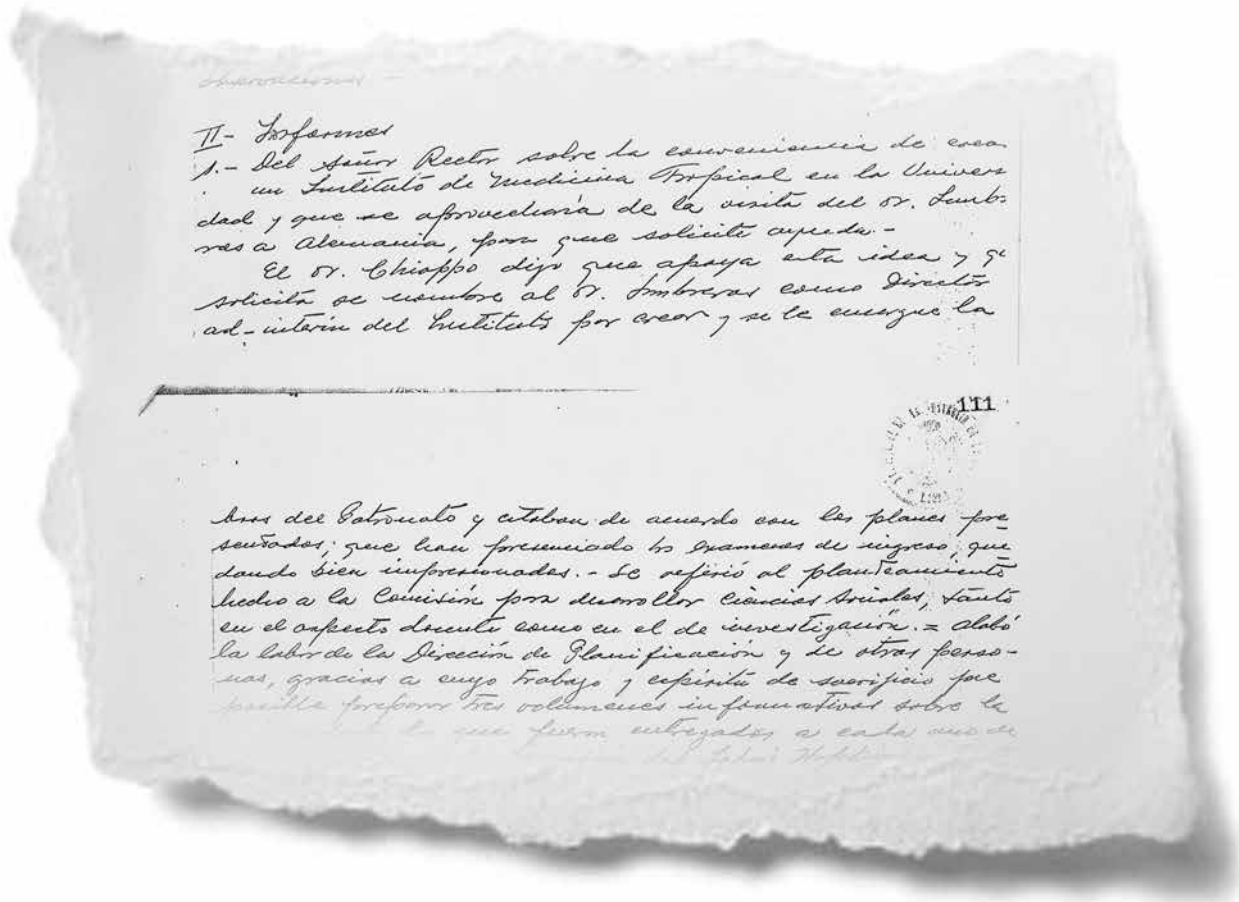 observaciones -
II- Informes
1.- Del Señor Rector sobre la conveniencia de crea
un Instituto de Medicina Tropical en la Univers
dad y que se aprovecharía de la visita del Dr. Lumb
ras a Alemania, para que solicite ayuda.-
El Dr. Chiappo dijo que apoya esta idea y q
solicita se nombre al Dr. Lumbreras como Director
ad-interin del Instituto por crear y se le encargue la
111
bros del Patronato y estaban de acuerdo con los planes pre
sentados; que han presenciado los exámenes de ingreso, que
dando bien impresionados.- Se refirió al planteamiento
hecho a la Comisión para desarrollar Ciencias Sociales, tanto
en el aspecto docente como en el de investigación.= Alabó
la labor de la Dirección de Planificación y de otras perso-
nas, gracias a cuyo trabajo y espíritu de sacrificio fue
posible preparar tres volúmenes informativos sobre la
que fueron entregados a cada uno de